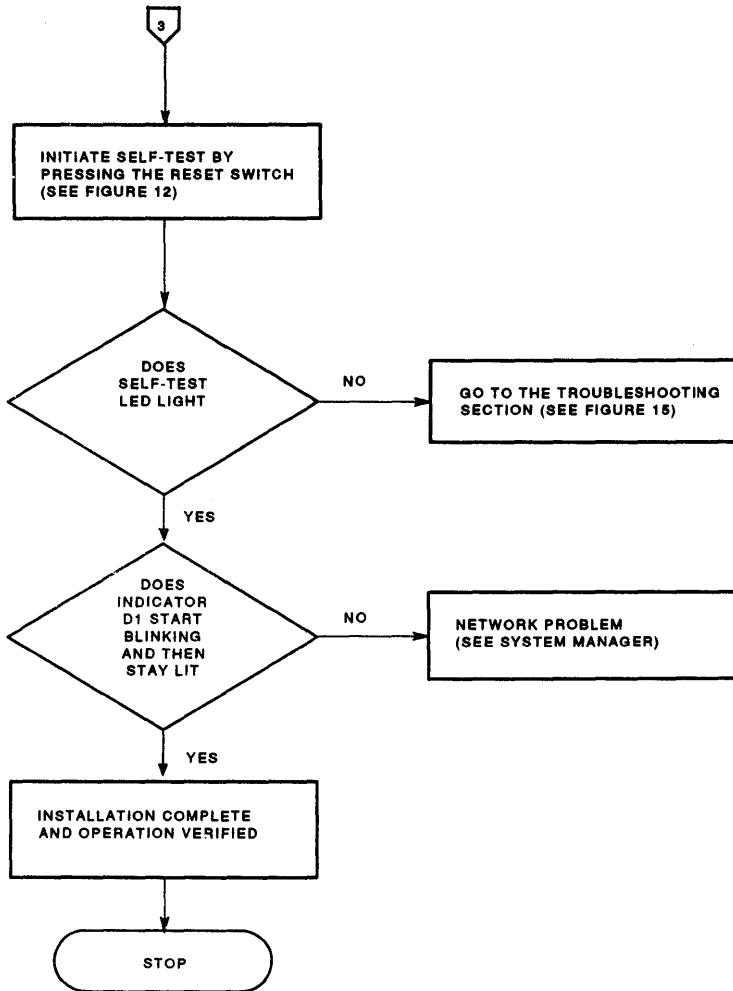 3
INITIATE SELF-TEST BY
PRESSING THE RESET SWITCH
(SEE FIGURE 12)
DOES
SELF-TEST
LED LIGHT
NO
GO TO THE TROUBLESHOOTING
SECTION (SEE FIGURE 15)
YES
DOES
INDICATOR
D1 START
BLINKING
AND THEN
STAY LIT
NO
NETWORK PROBLEM
(SEE SYSTEM MANAGER)
YES
INSTALLATION COMPLETE
AND OPERATION VERIFIED
STOP